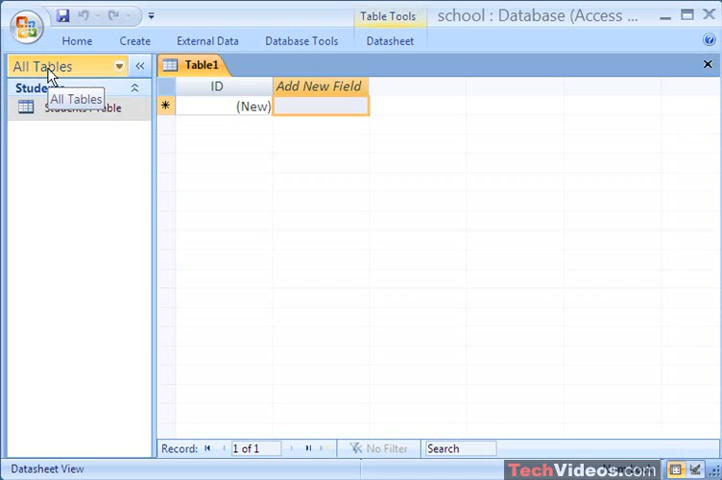 Table Tools
school : Database (Access ...
Home
Create
External Data
Database Tools
Datasheet
All Tables
Table1
Students
All Tables
Table
ID
Add New Field
(New)
Record:
1 of 1
No Filter
Search
Datasheet View
TechVideos.com